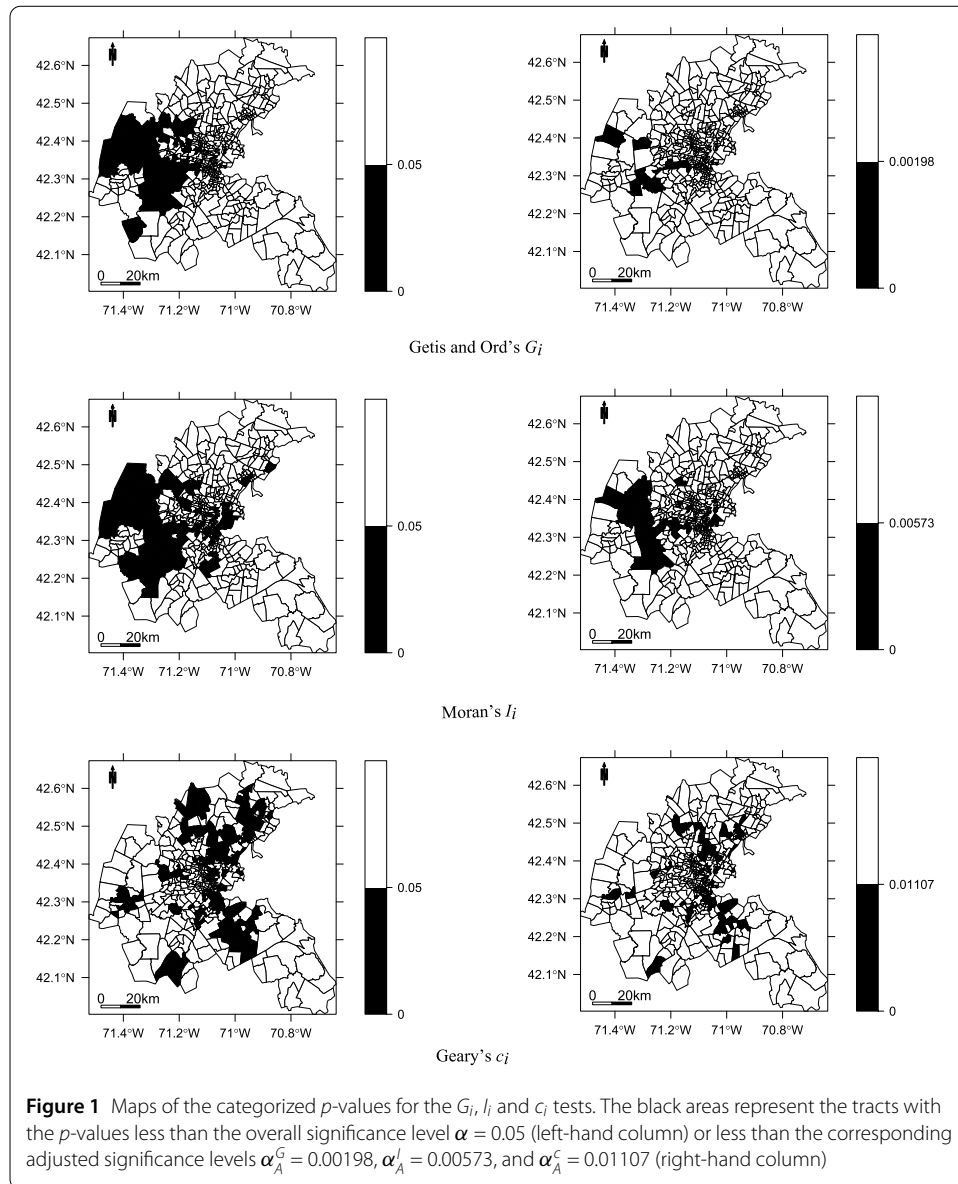 N
N
42.6°N
42.5°N
42.4°N
42.3°N
42.2°N
42.1°N
0 20km
71.4°W 71.2°W 71°W 70.8°W
0.05
0
42.6°N
42.5°N
42.4°N
42.3°N
42.2°N
42.1°N
0 20km
71.4°W 71.2°W 71°W 70.8°W
0.00198
0
Getis and Ord's Gi
N
N
42.6°N
42.5°N
42.4°N
42.3°N
42.2°N
42.1°N
0 20km
71.4°W 71.2°W 71°W 70.8°W
0.05
0
42.6°N
42.5°N
42.4°N
42.3°N
42.2°N
42.1°N
0 20km
71.4°W 71.2°W 71°W 70.8°W
0.00573
0
Moran's Ii
N
N
42.6°N
42.5°N
42.4°N
42.3°N
42.2°N
42.1°N
0 20km
71.4°W 71.2°W 71°W 70.8°W
0.05
0
42.6°N
42.5°N
42.4°N
42.3°N
42.2°N
42.1°N
0 20km
71.4°W 71.2°W 71°W 70.8°W
0.01107
0
Geary's ci
Figure 1 Maps of the categorized p-values for the Gi, Ii and ci tests. The black areas represent the tracts with
the p-values less than the overall significance level α = 0.05 (left-hand column) or less than the corresponding
adjusted significance levels α_A^G = 0.00198, α_A^I = 0.00573, and α_A^c = 0.01107 (right-hand column)